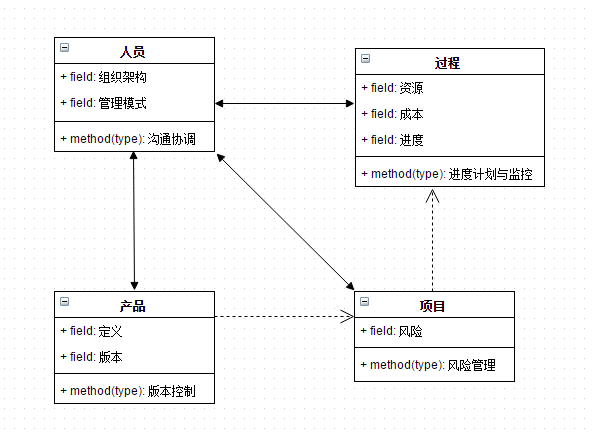 人员
+ field: 组织架构
+ field: 管理模式
+ method(type): 沟通协调
过程
+ field: 资源
+ field: 成本
+ field: 进度
+ method(type): 进度计划与监控
产品
+ field: 定义
+ field: 版本
+ method(type): 版本控制
项目
+ field: 风险
+ method(type): 风险管理